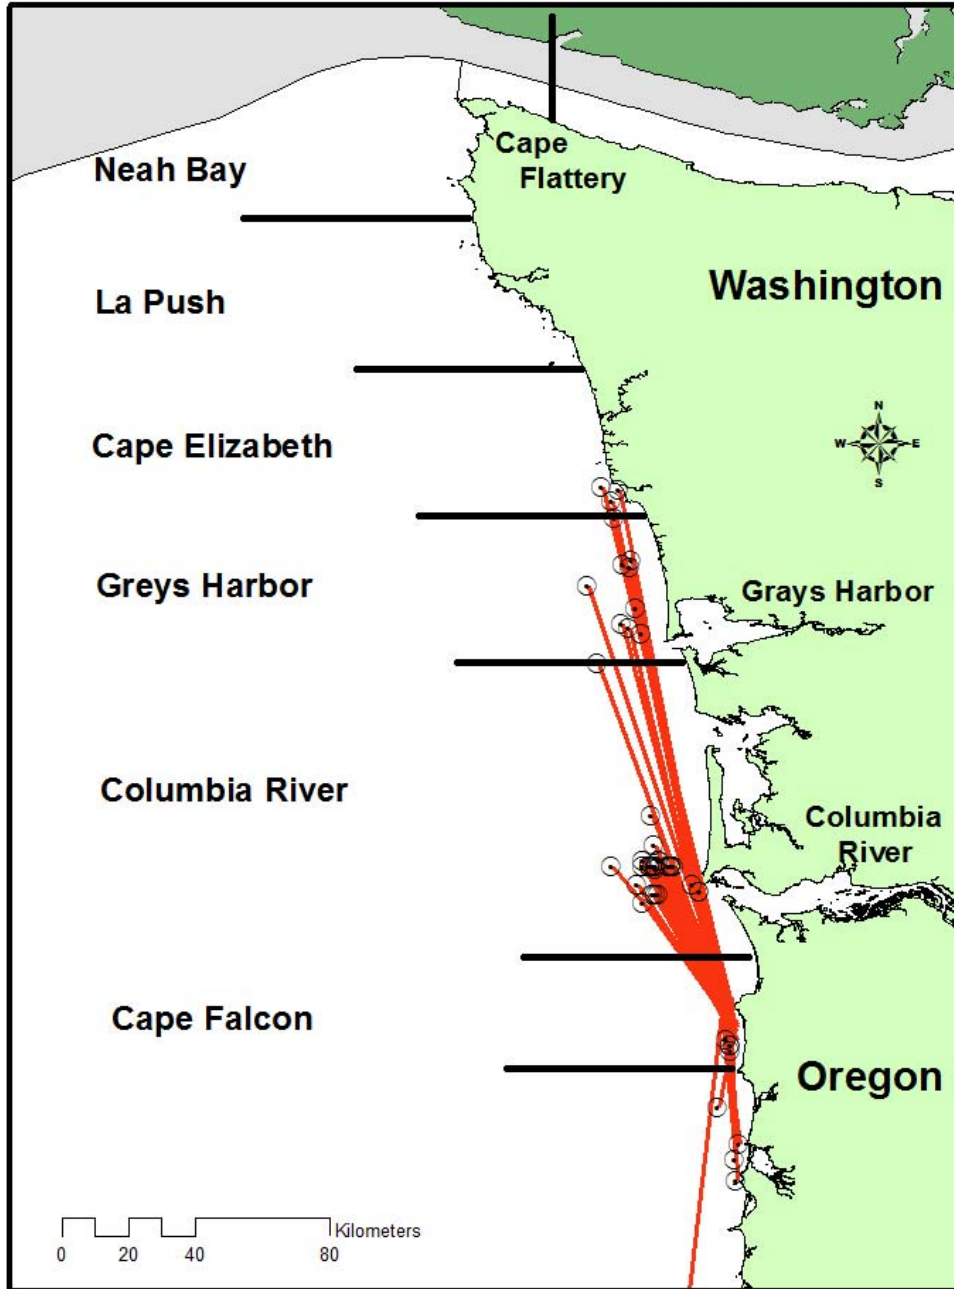 Cape
Flattery
Neah Bay
Washington
La Push
N
W E
S
Cape Elizabeth
Greys Harbor
Grays Harbor
Columbia River
Columbia
River
Cape Falcon
Oregon
Kilometers
0 20 40 80